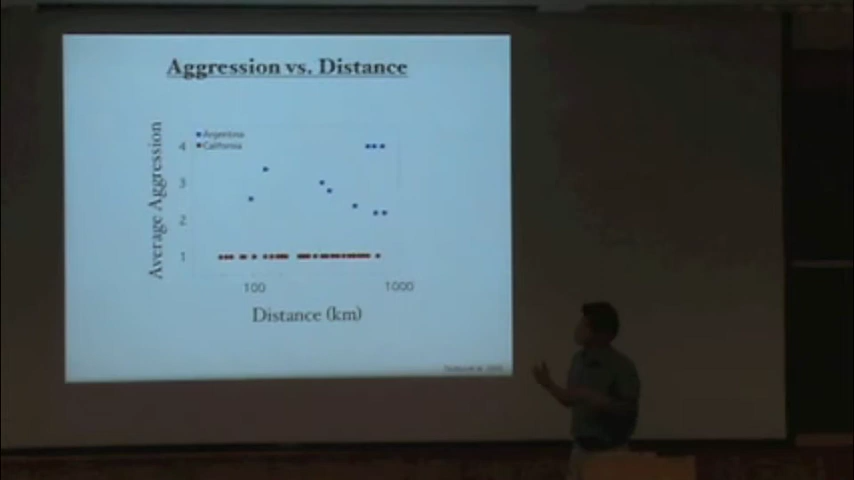 Aggression vs. Distance
Average Aggression
4
3
2
1
Argentina
California
100
1000
Distance (km)